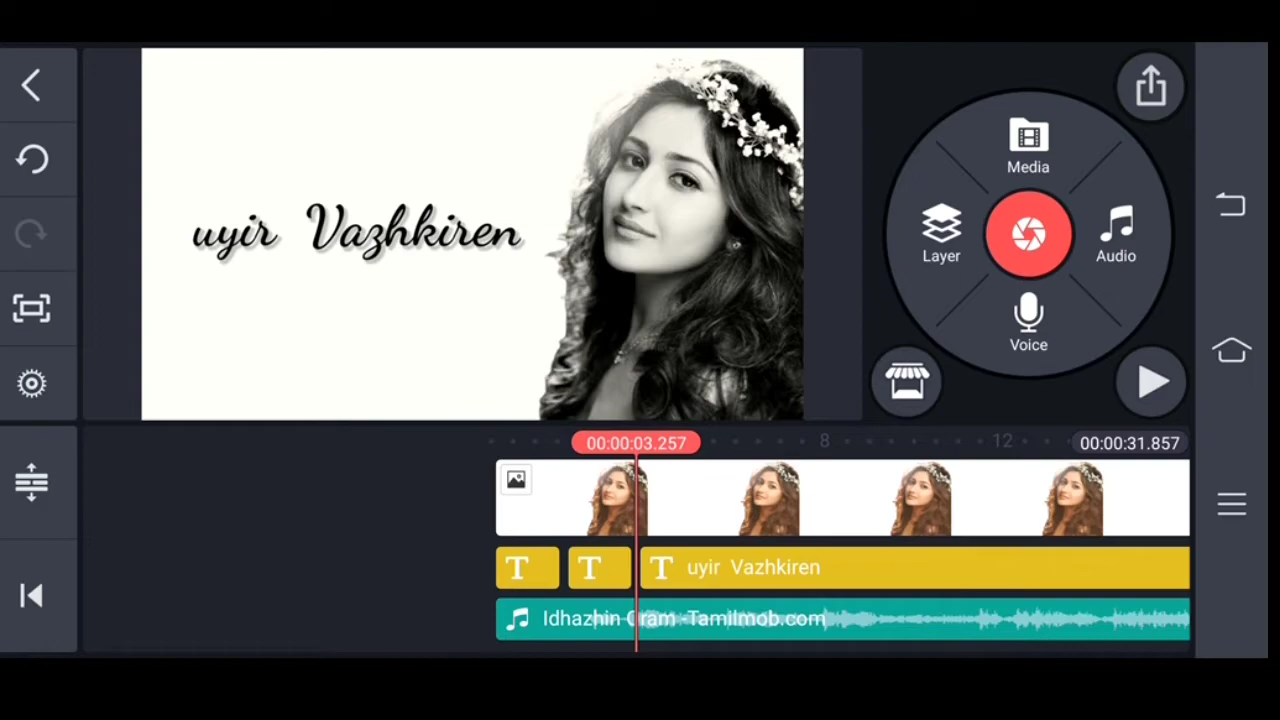 uyir Vazhkiren
Media
Layer
Audio
Voice
00:00:03.257
8
12
00:00:31.857
T
T
T uyir Vazhkiren
Idhazhin Oram -Tamilmob.com